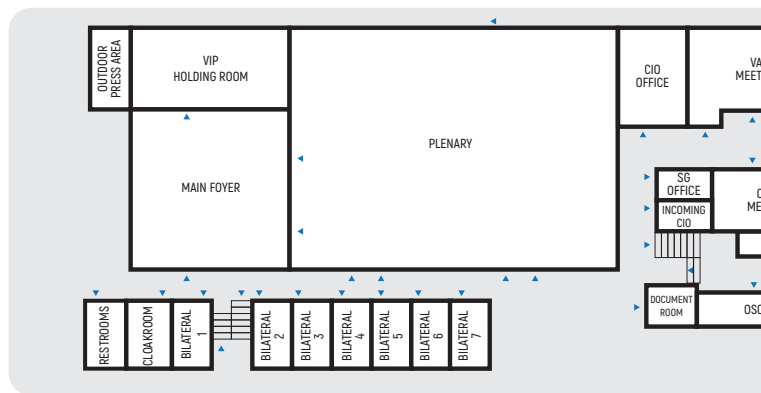 OUTDOOR
PRESS AREA
VIP
HOLDING ROOM
MAIN FOYER
PLENARY
CIO
OFFICE
SG
OFFICE
INCOMING
CIO
DOCUMENT
ROOM
RESTROOMS
CLOAKROOM
BILATERAL
1
BILATERAL
2
BILATERAL
3
BILATERAL
4
BILATERAL
5
BILATERAL
6
BILATERAL
7